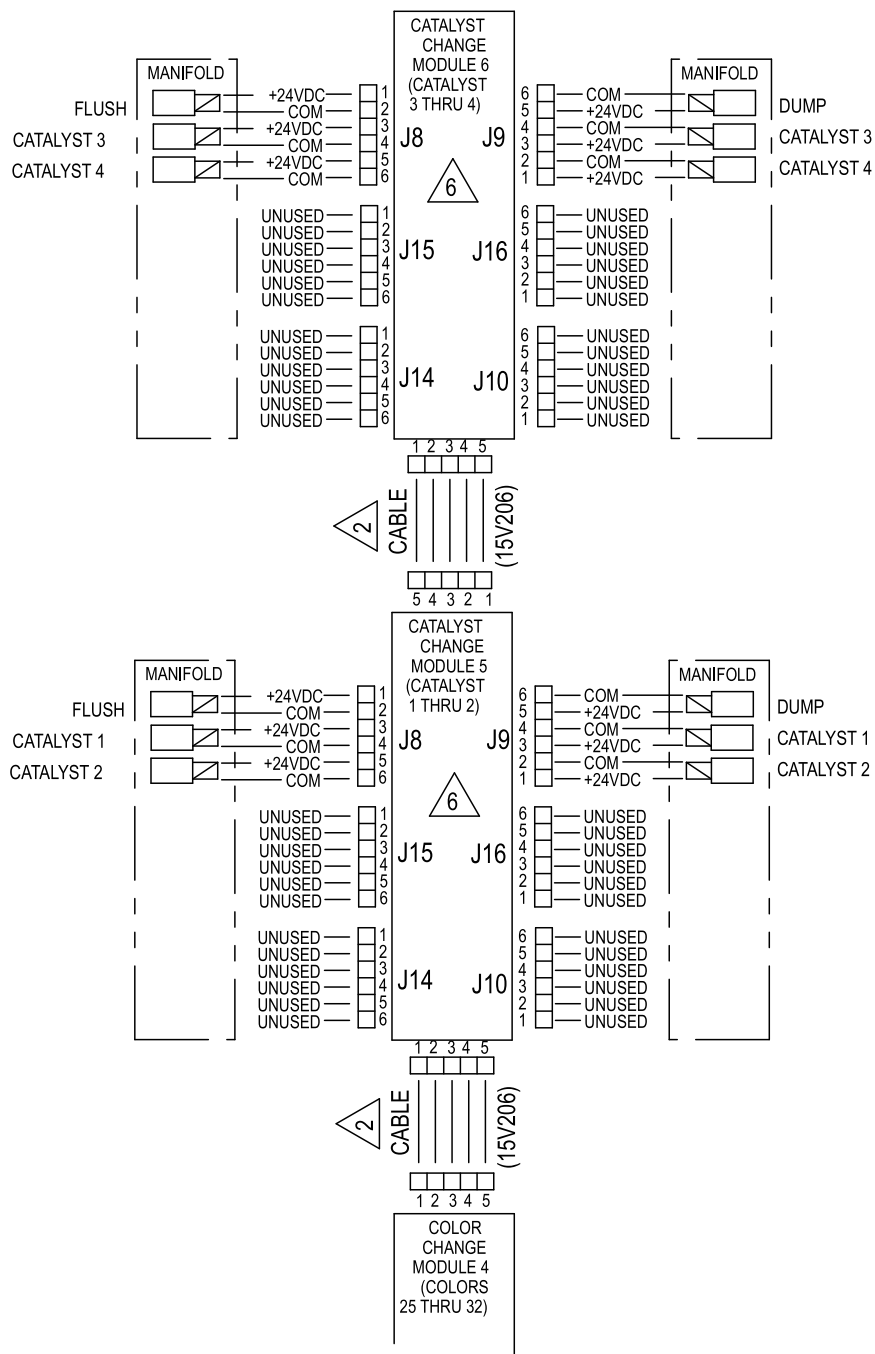 CATALYST
CHANGE
MODULE 6
(CATALYST
3 THRU 4)
MANIFOLD
MANIFOLD
FLUSH
+24VDC
1
6
COM
DUMP
COM
2
5
+24VDC
CATALYST 3
+24VDC
3
J8
J9
4
COM
CATALYST 3
COM
4
3
+24VDC
CATALYST 4
+24VDC
5
2
COM
CATALYST 4
COM
6
1
+24VDC
6
UNUSED
1
6
UNUSED
UNUSED
2
5
UNUSED
UNUSED
3
J15
J16
4
UNUSED
UNUSED
4
3
UNUSED
UNUSED
5
2
UNUSED
UNUSED
6
1
UNUSED
UNUSED
1
6
UNUSED
UNUSED
2
5
UNUSED
UNUSED
3
J14
J10
4
UNUSED
UNUSED
4
3
UNUSED
UNUSED
5
2
UNUSED
UNUSED
6
1
UNUSED
1 2 3 4 5
2
CABLE
(15V206)
5 4 3 2 1
CATALYST
CHANGE
MODULE 5
(CATALYST
1 THRU 2)
MANIFOLD
MANIFOLD
FLUSH
+24VDC
1
6
COM
DUMP
COM
2
5
+24VDC
CATALYST 1
+24VDC
3
J8
J9
4
COM
CATALYST 1
COM
4
3
+24VDC
CATALYST 2
+24VDC
5
2
COM
CATALYST 2
COM
6
1
+24VDC
6
UNUSED
1
6
UNUSED
UNUSED
2
5
UNUSED
UNUSED
3
J15
J16
4
UNUSED
UNUSED
4
3
UNUSED
UNUSED
5
2
UNUSED
UNUSED
6
1
UNUSED
UNUSED
1
6
UNUSED
UNUSED
2
5
UNUSED
UNUSED
3
J14
J10
4
UNUSED
UNUSED
4
3
UNUSED
UNUSED
5
2
UNUSED
UNUSED
6
1
UNUSED
1 2 3 4 5
2
CABLE
(15V206)
1 2 3 4 5
COLOR
CHANGE
MODULE 4
(COLORS
25 THRU 32)